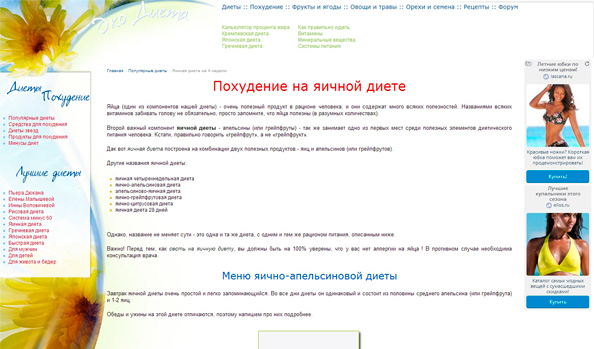 Эко Диета
Диеты :: Похудение :: Фрукты и ягоды :: Овощи и травы :: Орехи и семена :: Рецепты :: Форум
Калькулятор процента жира
Кремлевская диета
Японская диета
Гречневая диета
Как правильно худеть
Витамины
Минеральные вещества
Системы питания
Диеты
Похудение
Популярные диеты
Средства для похудения
Диеты звезд
Продукты для похудения
Минусы диет
Лучшие диеты
Пьера Дюкана
Елены Малышевой
Инны Воловичевой
Рисовая диета
Система минус 60
Яичная диета
Гречневая диета
Японская диета
Быстрая диета
Для мужчин
Для детей
Для живота и бедер
Главная Популярные диеты Яичная диета на 4 недели
Похудение на яичной диете
Яйца (один из компонентов нашей диеты) - очень полезный продукт в рационе человека, и они содержат много всяких полезностей. Названиями всяких
витаминов забивать голову не обязательно, просто запомните, что яйца полезны (в разумных количествах).
Второй важный компонент яичной диеты - апельсины (или грейпфруты) - так же занимает одно из первых мест среди полезных элементов диетического
питания человека. Кстати, правильно говорить «грейпфрут», а не «грейпфрукт».
Так вот яичная диета построена на комбинации двух полезных продуктов - яиц и апельсинов (или грейпфрутов).
Другие названия яичной диеты:
яичная четырехнедельная диета
яично-апельсиновая диета
апельсиново-яичная диета
яично-грейпфрутовая диета
яично-цитрусовая диета
яичная диета 28 дней
Однако, название не меняет сути - это одна и та же диета, с одним и тем же рационом питания, описанным ниже.
Важно! Перед тем, как сесть на яичную диету, вы должны быть на 100% уверены, что у вас нет аллергии на яйца ! В противном случае необходима
консультация врача.
Меню яично-апельсиновой диеты
Завтрак яичной диеты очень простой и легко запоминающийся. Во все дни диеты он одинаковый и состоит из половины среднего апельсина (или грейпфрута)
и 1-2 яиц.
Обеды и ужины на этой диете отличаются, поэтому напишем про них подробнее.
Летние юбки по
низким ценам!
laccaria.ru
Красивые ножки? Короткая
юбка поможет вам их
продемонстрировать!
Купить!
Лучшие
купальники этого
сезона
elisy.ru
Каталог самых модных
вещей с сумасшедшими
скидками!
Купить